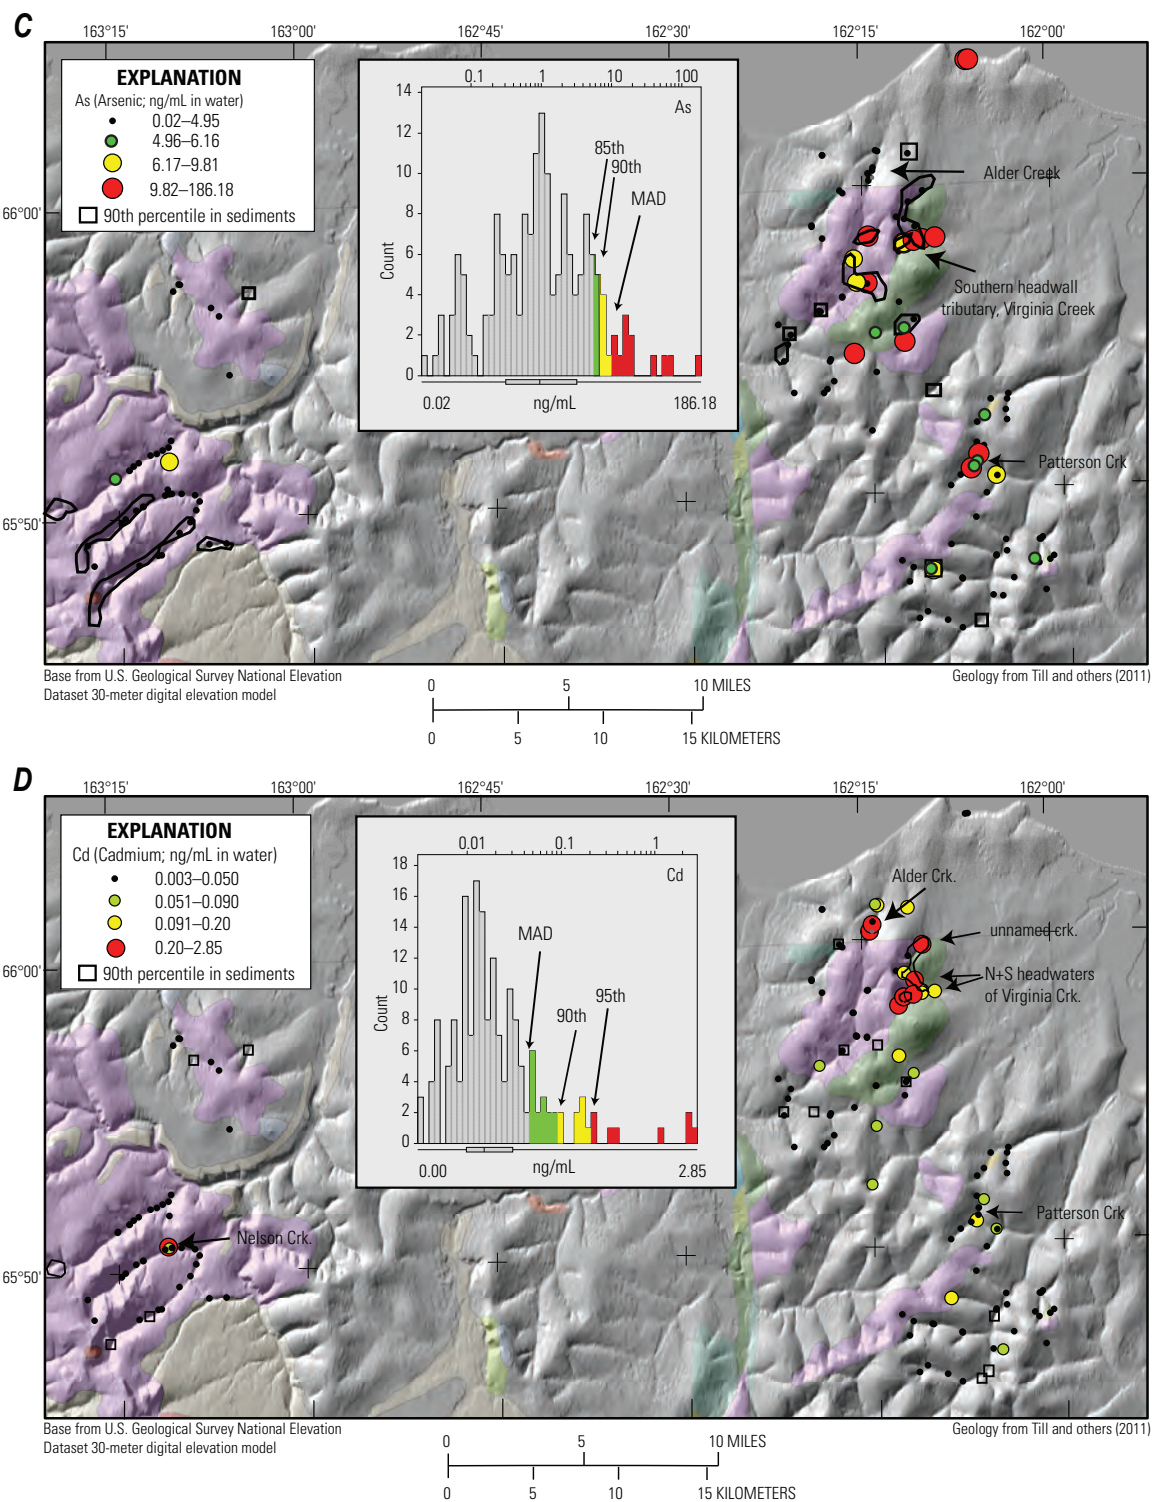 C
163°15' 163°00' 162°45' 162°30' 162°15' 162°00'
EXPLANATION
As (Arsenic; ng/mL in water)
0.02–4.95
4.96–6.16
6.17–9.81
9.82–186.18
90th percentile in sediments
0.1 1 10 100
As
14
12
10
8
6
4
2
0
Count
85th
90th
MAD
0.02 ng/mL 186.18
Alder Creek
Southern headwall
tributary, Virginia Creek
Patterson Crk
66°00'
65°50'
Base from U.S. Geological Survey National Elevation
Dataset 30-meter digital elevation model
Geology from Till and others (2011)
0 5 10 MILES
0 5 10 15 KILOMETERS
D
163°15' 163°00' 162°45' 162°30' 162°15' 162°00'
EXPLANATION
Cd (Cadmium; ng/mL in water)
0.003–0.050
0.051–0.090
0.091–0.20
0.20–2.85
90th percentile in sediments
0.01 0.1 1
Cd
18
16
14
12
10
8
6
4
2
0
Count
MAD
90th
95th
0.00 ng/mL 2.85
Alder Crk.
unnamed crk.
N+S headwaters
of Virginia Crk.
Patterson Crk
Nelson Crk.
66°00'
65°50'
Base from U.S. Geological Survey National Elevation
Dataset 30-meter digital elevation model
Geology from Till and others (2011)
0 5 10 MILES
0 5 10 15 KILOMETERS